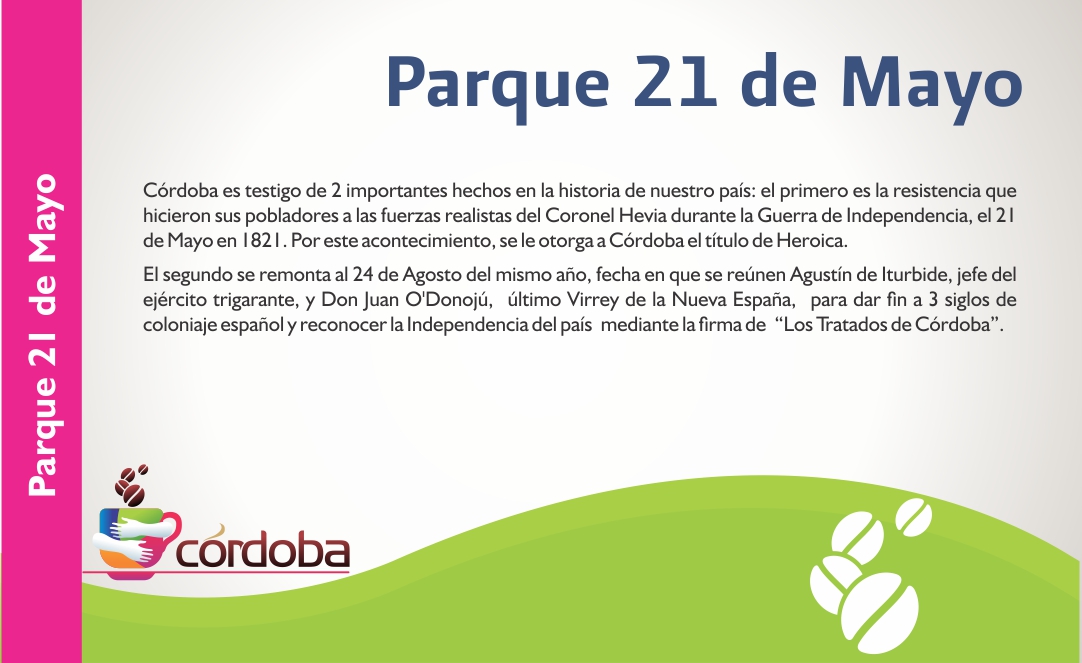 Parque 21 de Mayo
Parque 21 de Mayo
Córdoba es testigo de 2 importantes hechos en la historia de nuestro país: el primero es la resistencia que
hicieron sus pobladores a las fuerzas realistas del Coronel Hevia durante la Guerra de Independencia, el 21
de Mayo en 1821. Por este acontecimiento, se le otorga a Córdoba el título de Heroica.
El segundo se remonta al 24 de Agosto del mismo año, fecha en que se reúnen Agustín de Iturbide, jefe del
ejército trigarante, y Don Juan O'Donojú, último Virrey de la Nueva España, para dar fin a 3 siglos de
coloniaje español y reconocer la Independencia del país mediante la firma de “Los Tratados de Córdoba”.
córdoba